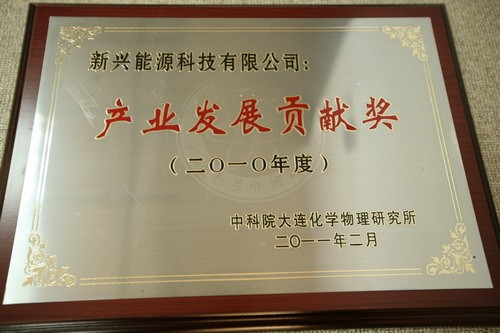 新兴能源科技有限公司：
产业发展贡献奖
（二〇一〇年度）
中科院大连化学物理研究所
二〇一一年二月